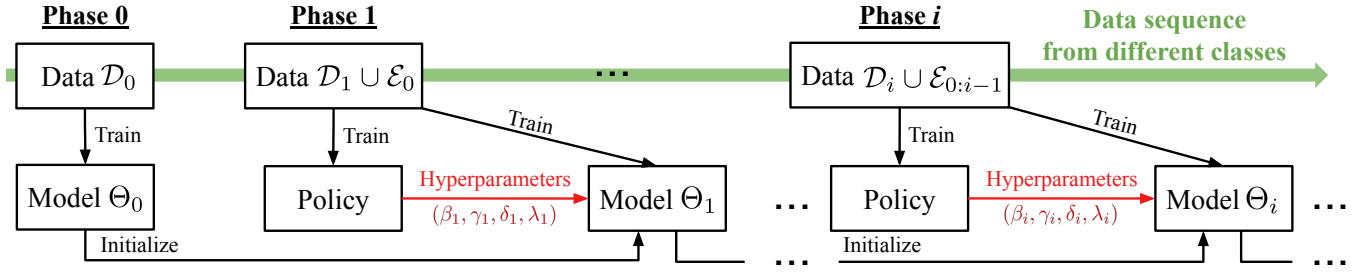 Phase 0
Phase 1
Phase i
Data sequence
from different classes
Data 𝒟₀
Data 𝒟₁ ∪ ℰ₀
...
Data 𝒟ᵢ ∪ ℰ₀:ᵢ₋₁
Train
Train
Train
Train
Train
Model Θ₀
Policy
Hyperparameters
(β₁, γ₁, δ₁, λ₁)
Model Θ₁
...
Policy
Hyperparameters
(βᵢ, γᵢ, δᵢ, λᵢ)
Model Θᵢ
...
Initialize
...
Initialize
...